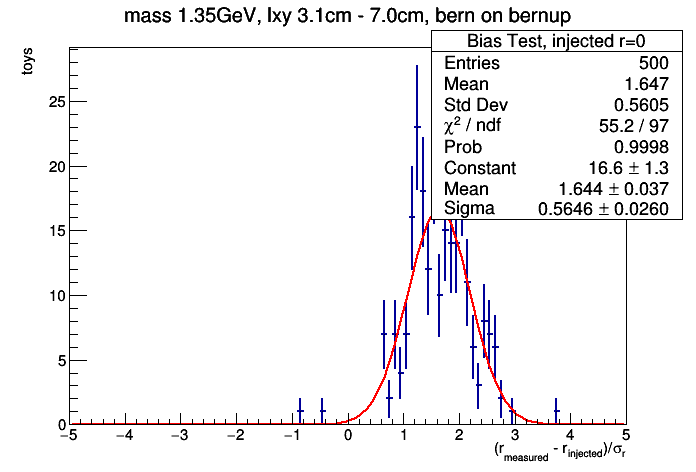 mass 1.35GeV, lxy 3.1cm - 7.0cm, bern on bernup
Bias Test, injected r=0
Entries 500
Mean 1.647
Std Dev 0.5605
χ² / ndf 55.2 / 97
Prob 0.9998
Constant 16.6 ± 1.3
Mean 1.644 ± 0.037
Sigma 0.5646 ± 0.0260
toys
25
20
15
10
5
0
−5 −4 −3 −2 −1 0 1 2 3 4 5
(r_measured - r_injected)/σ_r